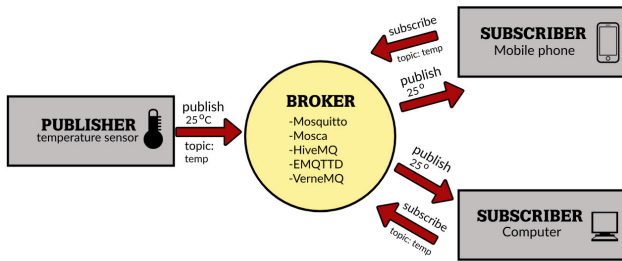 PUBLISHER
temperature sensor
publish
25°C
topic:
temp
BROKER
-Mosquitto
-Mosca
-HiveMQ
-EMQTTD
-VerneMQ
subscribe
topic: temp
publish
25°
SUBSCRIBER
Mobile phone
publish
25°
subscribe
topic: temp
SUBSCRIBER
Computer